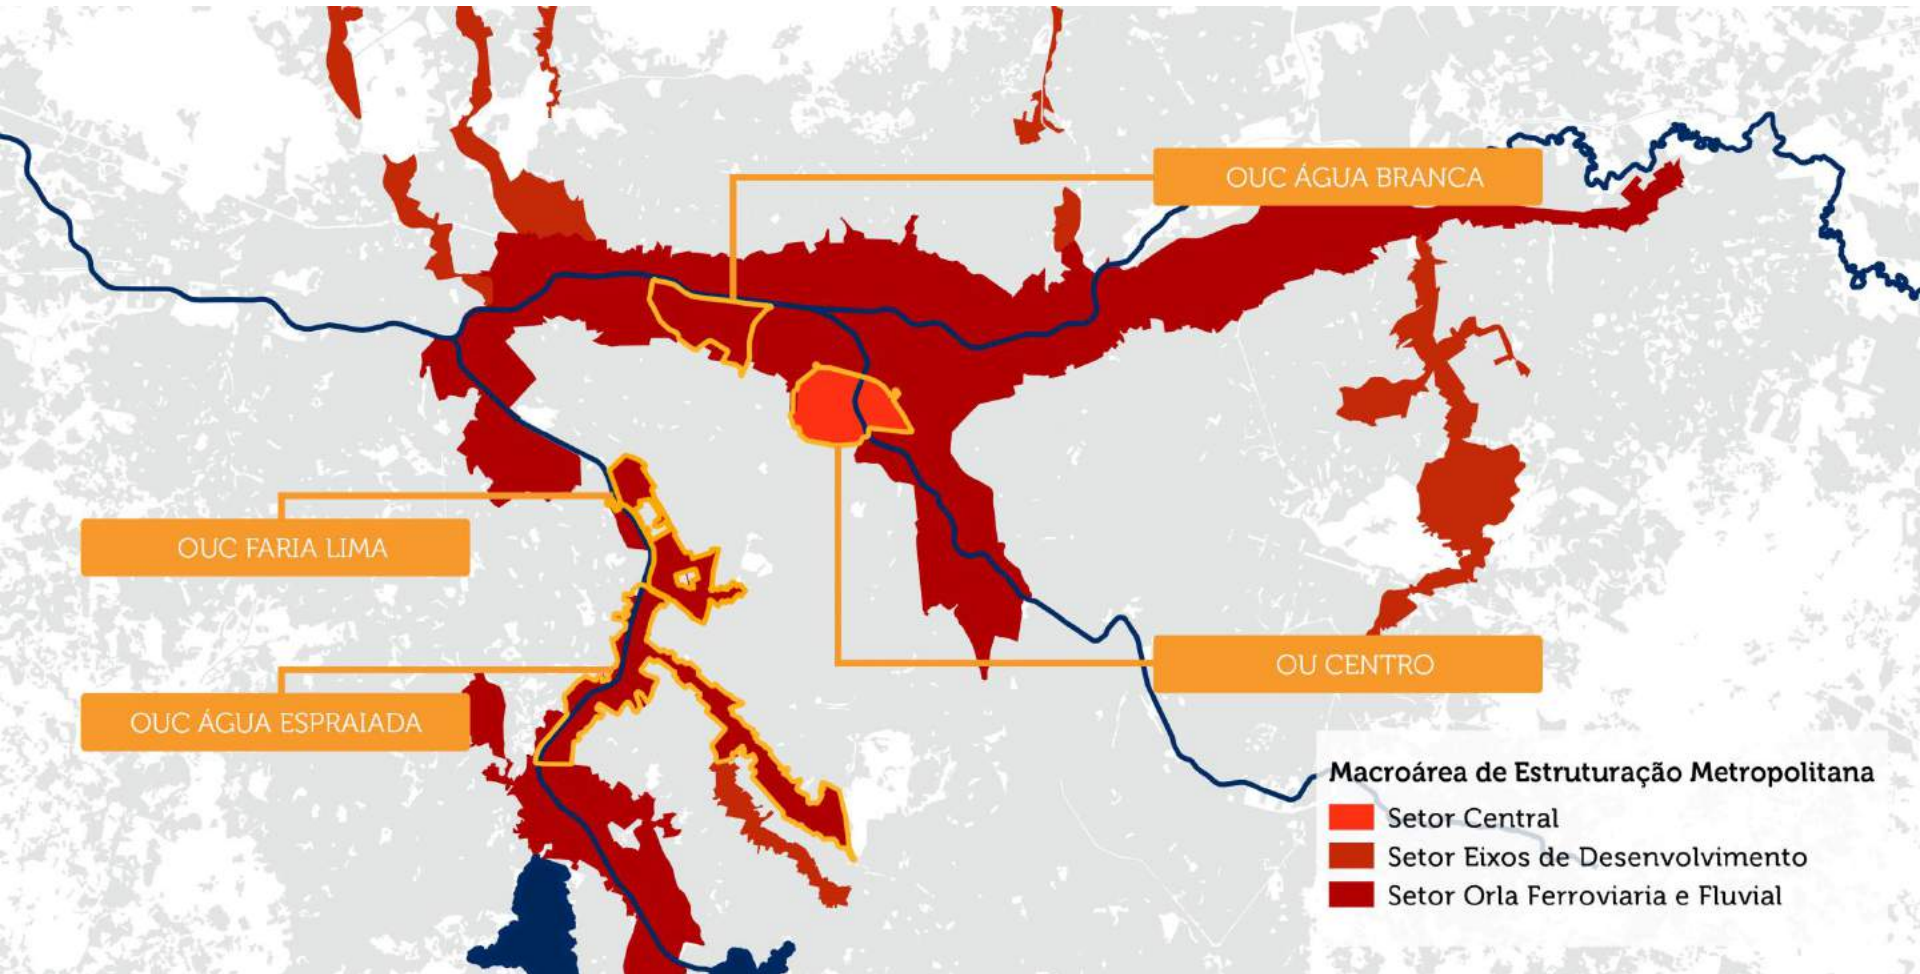 OUC ÁGUA BRANCA
OUC FARIA LIMA
OU CENTRO
OUC ÁGUA ESPRAIADA
Macroárea de Estruturação Metropolitana
Setor Central
Setor Eixos de Desenvolvimento
Setor Orla Ferroviaria e Fluvial